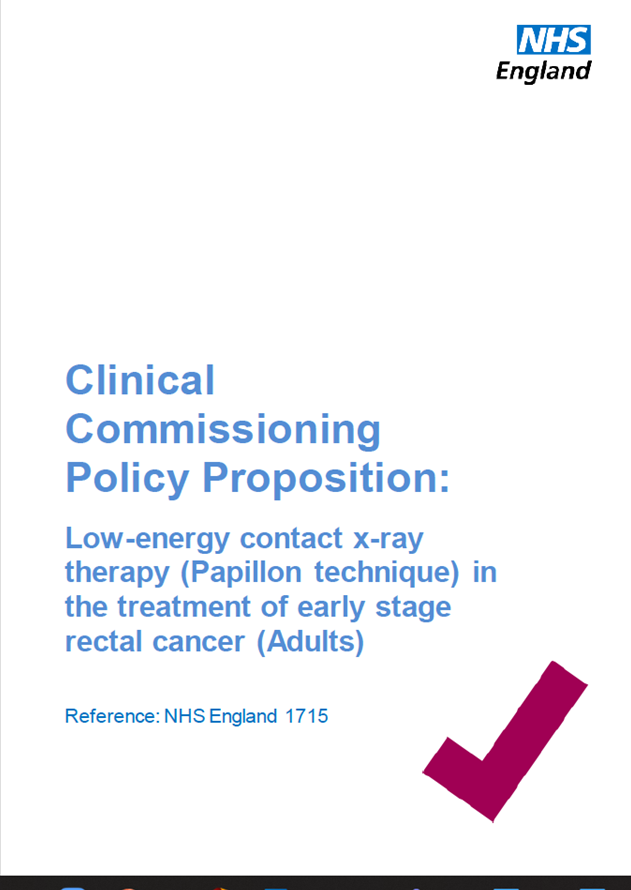 NHS
England
Clinical
Commissioning
Policy Proposition:
Low-energy contact x-ray
therapy (Papillon technique) in
the treatment of early stage
rectal cancer (Adults)
Reference: NHS England 1715